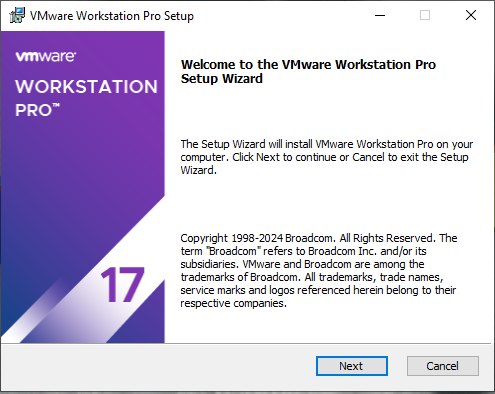 VMware Workstation Pro Setup
vmware®
WORKSTATION
PRO™
17
Welcome to the VMware Workstation Pro
Setup Wizard
The Setup Wizard will install VMware Workstation Pro on your
computer. Click Next to continue or Cancel to exit the Setup
Wizard.
Copyright 1998-2024 Broadcom. All Rights Reserved. The
term "Broadcom" refers to Broadcom Inc. and/or its
subsidiaries. VMware and Broadcom are among the
trademarks of Broadcom. All trademarks, trade names,
service marks and logos referenced herein belong to their
respective companies.
Next
Cancel